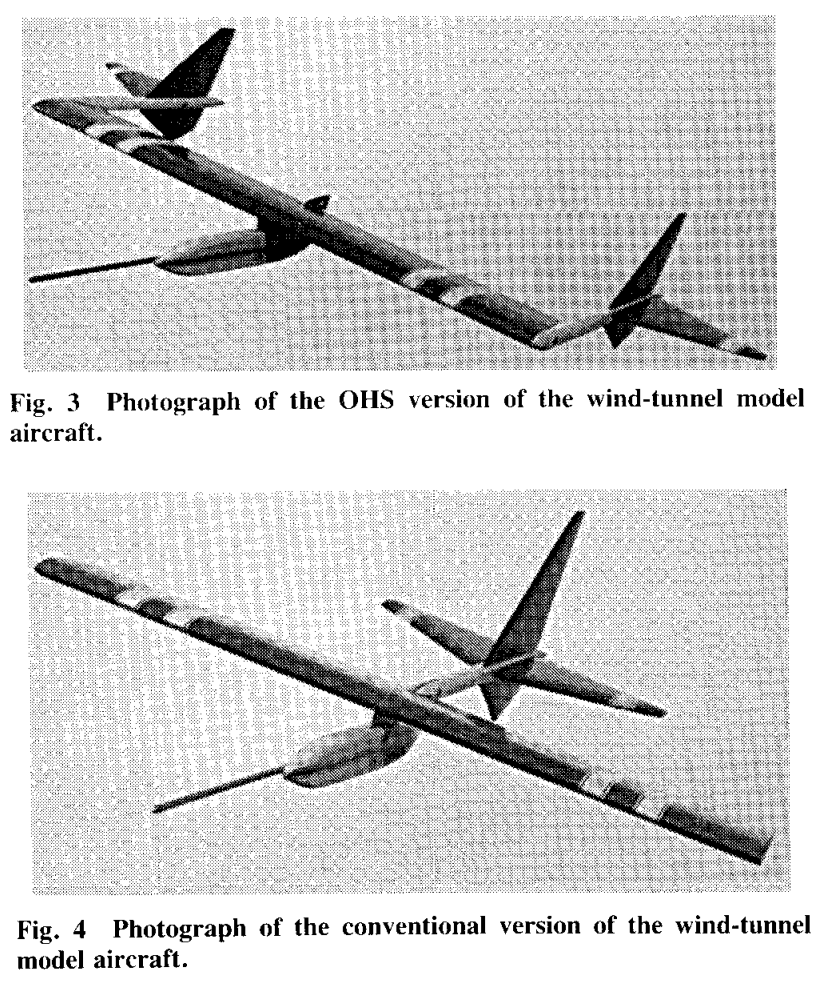 Fig. 3 Photograph of the OHS version of the wind-tunnel model
aircraft.
Fig. 4 Photograph of the conventional version of the wind-tunnel
model aircraft.